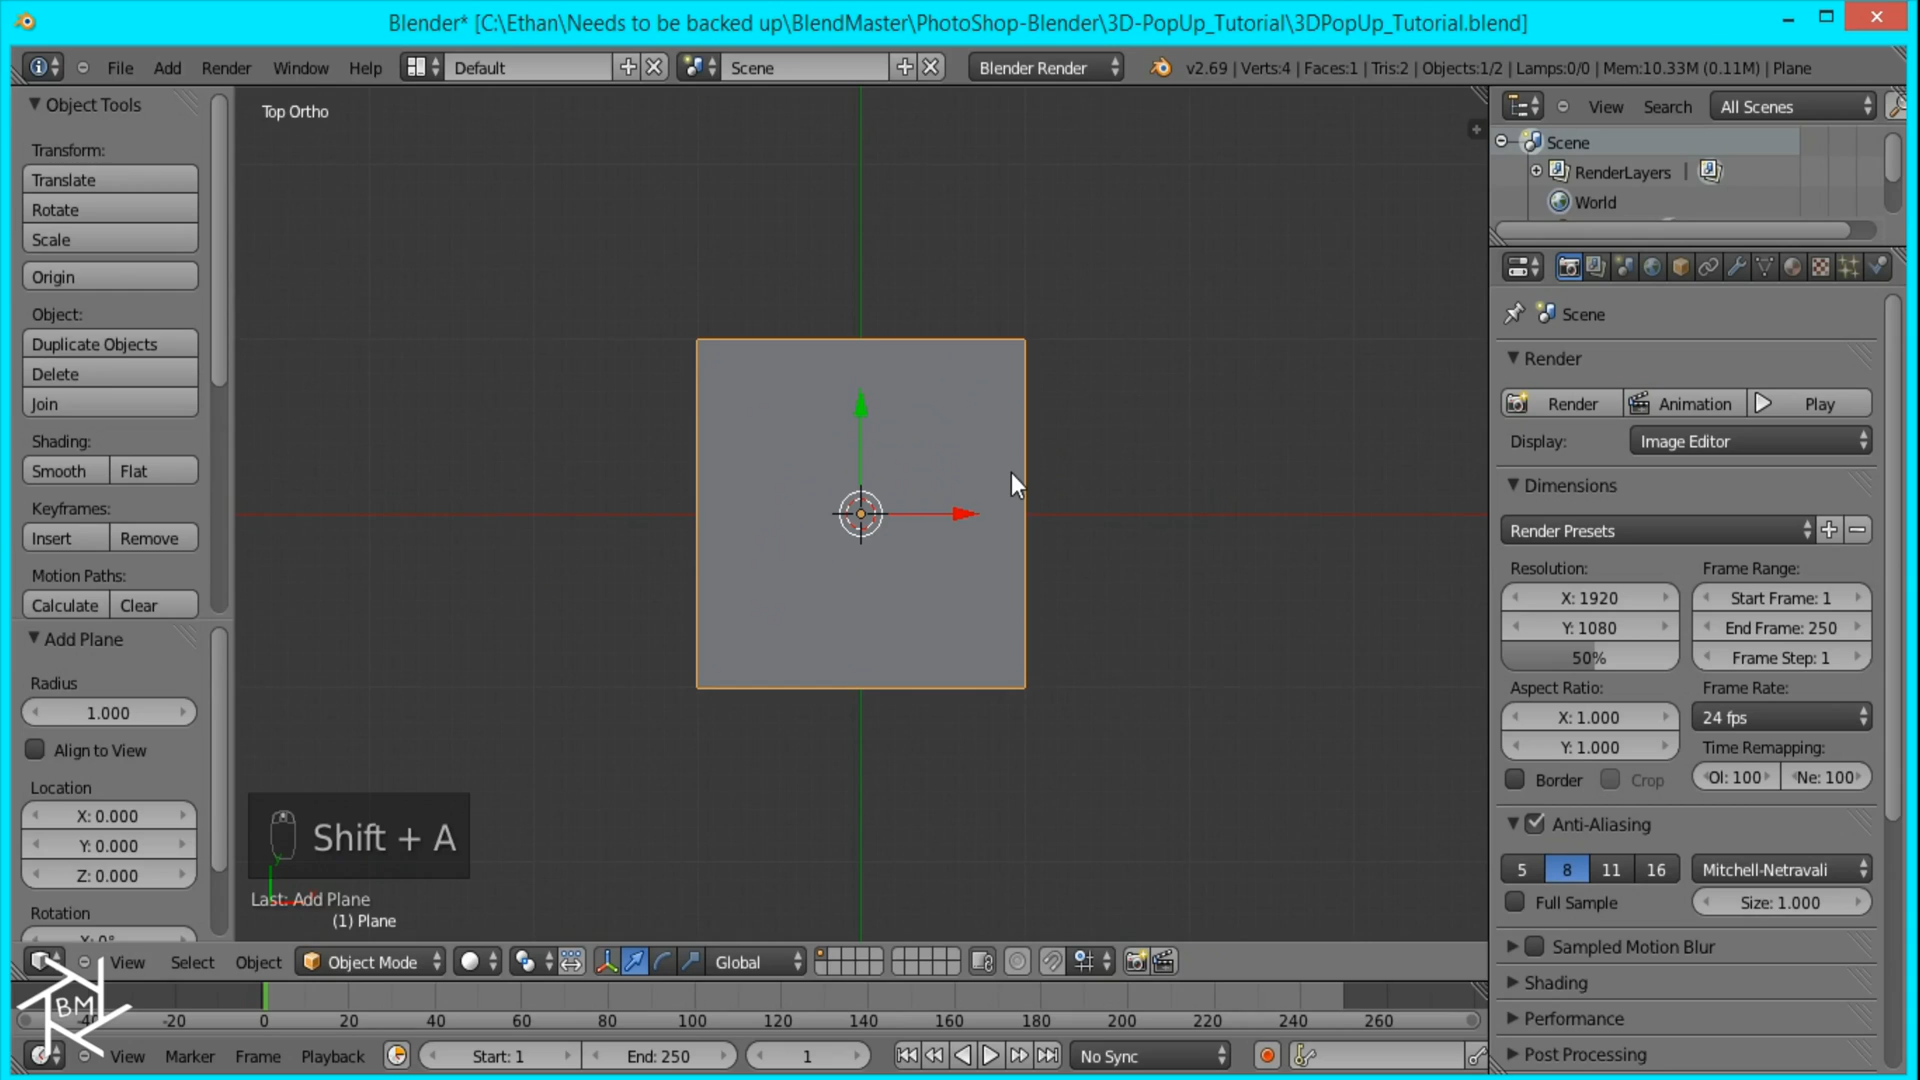 Blender* [C:\Ethan\Needs to be backed up\BlendMaster\PhotoShop-Blender\3D-PopUp_Tutorial\3DPopUp_Tutorial.blend]
File Add Render Window Help Default Scene Blender Render v2.69 | Verts:4 | Faces:1 | Tris:2 | Objects:1/2 | Lamps:0/0 | Mem:10.33M (0.11M) | Plane
Object Tools
Transform:
Translate
Rotate
Scale
Origin
Object:
Duplicate Objects
Delete
Join
Shading:
Smooth Flat
Keyframes:
Insert Remove
Motion Paths:
Calculate Clear
Add Plane
Radius
1.000
Align to View
Location
X: 0.000
Y: 0.000
Z: 0.000
Rotation
X: 0°
Top Ortho
Shift + A
Last: Add Plane
(1) Plane
View Search All Scenes
Scene
RenderLayers
World
Scene
Render
Render Animation Play
Display: Image Editor
Dimensions
Render Presets
Resolution: Frame Range:
X: 1920 Start Frame: 1
Y: 1080 End Frame: 250
50% Frame Step: 1
Aspect Ratio: Frame Rate:
X: 1.000 24 fps
Y: 1.000 Time Remapping:
Border Crop Ol: 100 Ne: 100
Anti-Aliasing
5 8 11 16 Mitchell-Netravali
Full Sample Size: 1.000
Sampled Motion Blur
Shading
Performance
Post Processing
View Select Object Object Mode Global
BM
-40 -20 0 20 40 60 80 100 120 140 160 180 200 220 240 260
View Marker Frame Playback Start: 1 End: 250 1 No Sync